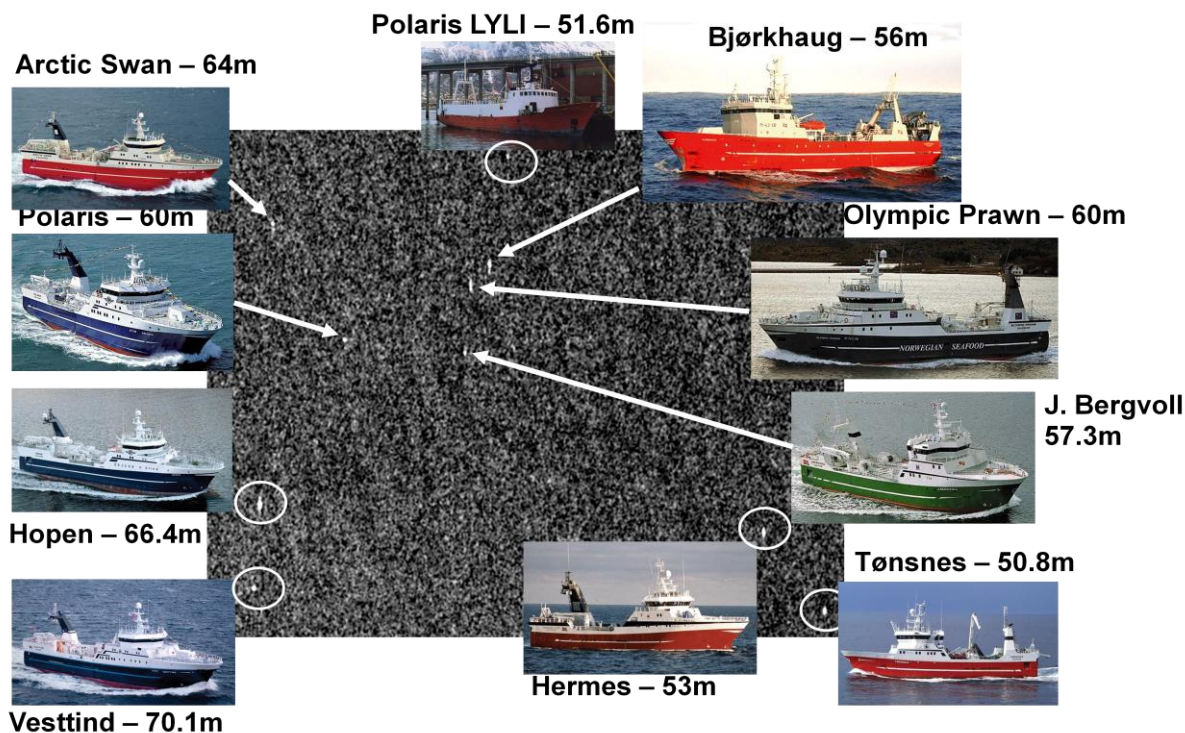 Polaris LYLI – 51.6m
Bjørkhaug – 56m
Arctic Swan – 64m
Polaris – 60m
Olympic Prawn – 60m
NORWEGIAN SEAFOOD
J. Bergvoll
57.3m
Hopen – 66.4m
Tønsnes – 50.8m
Hermes – 53m
Vesttind – 70.1m